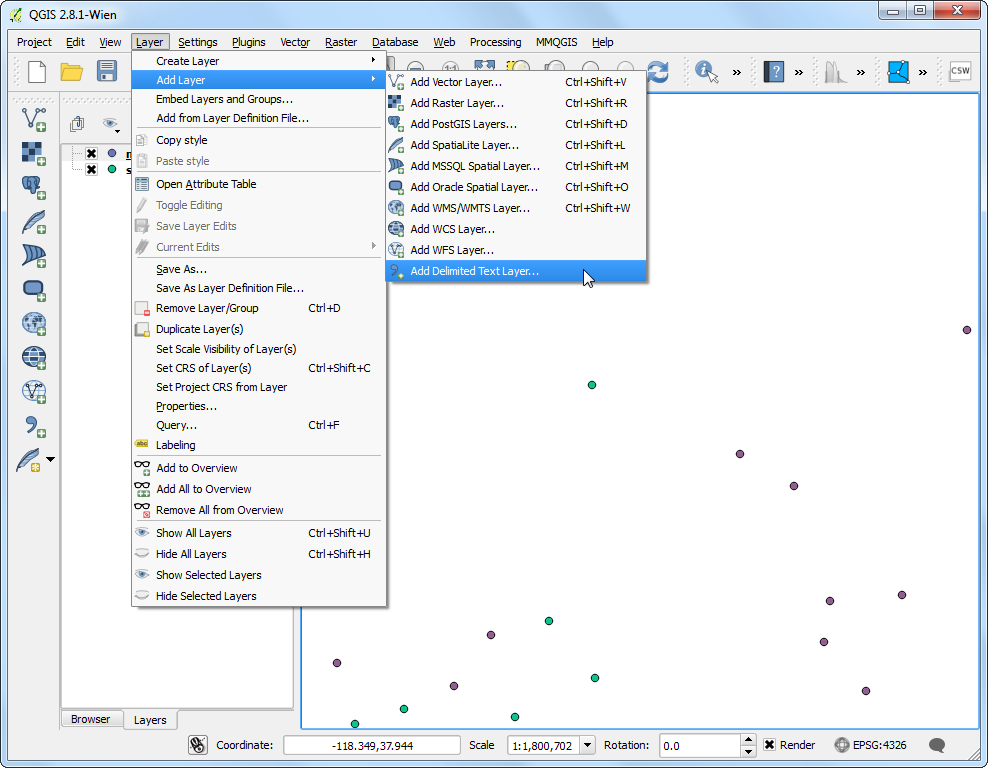 QGIS 2.8.1-Wien
Project Edit View Layer Settings Plugins Vector Raster Database Web Processing MMQGIS Help
CSW
Create Layer
Add Layer
Embed Layers and Groups...
Add from Layer Definition File...
Copy style
Paste style
Open Attribute Table
Toggle Editing
Save Layer Edits
Current Edits
Save As...
Save As Layer Definition File...
Remove Layer/Group Ctrl+D
Duplicate Layer(s)
Set Scale Visibility of Layer(s)
Set CRS of Layer(s) Ctrl+Shift+C
Set Project CRS from Layer
Properties...
Query... Ctrl+F
abc Labeling
Add to Overview
Add All to Overview
Remove All from Overview
Show All Layers Ctrl+Shift+U
Hide All Layers Ctrl+Shift+H
Show Selected Layers
Hide Selected Layers
Add Vector Layer... Ctrl+Shift+V
Add Raster Layer... Ctrl+Shift+R
Add PostGIS Layers... Ctrl+Shift+D
Add SpatiaLite Layer... Ctrl+Shift+L
Add MSSQL Spatial Layer... Ctrl+Shift+M
Add Oracle Spatial Layer... Ctrl+Shift+O
Add WMS/WMTS Layer... Ctrl+Shift+W
Add WCS Layer...
Add WFS Layer...
Add Delimited Text Layer...
Browser Layers
Coordinate: -118.349,37.944 Scale 1:1,800,702 Rotation: 0.0 Render EPSG:4326